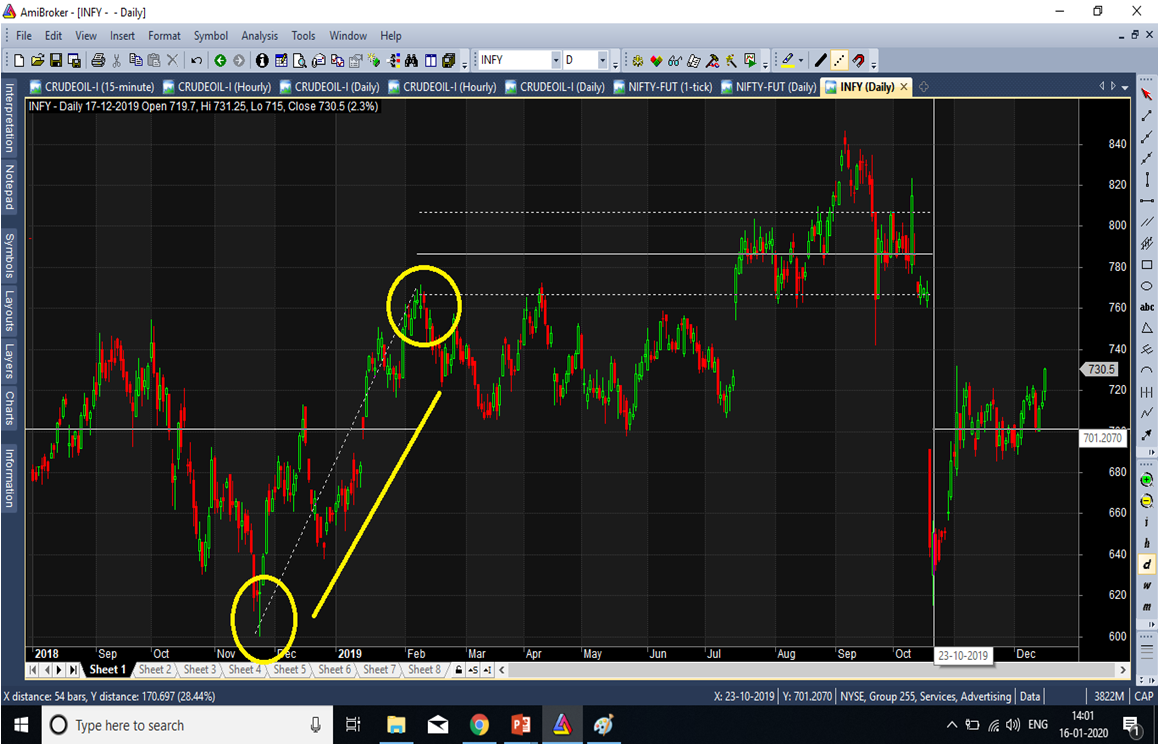 AmiBroker - [INFY - - Daily]
File Edit View Insert Format Symbol Analysis Tools Window Help
INFY D
CRUDEOIL-I (15-minute) CRUDEOIL-I (Hourly) CRUDEOIL-I (Daily) CRUDEOIL-I (Hourly) CRUDEOIL-I (Daily) NIFTY-FUT (1-tick) NIFTY-FUT (Daily) INFY (Daily)
INFY - Daily 17-12-2019 Open 719.7, Hi 731.25, Lo 715, Close 730.5 (2.3%)
Interpretation
Notepad
Symbols
Layouts
Layers
Charts
Information
840
820
800
780
760
740
730.5
720
700
701.2070
680
660
640
620
600
abc
i
h
d
w
m
2018 Sep Oct Nov Dec 2019 Feb Mar Apr May Jun Jul Aug Sep Oct 23-10-2019 Dec
Sheet 1 Sheet 2 Sheet 3 Sheet 4 Sheet 5 Sheet 6 Sheet 7 Sheet 8
X distance: 54 bars, Y distance: 170.697 (28.44%) X: 23-10-2019 Y: 701.2070 NYSE, Group 255, Services, Advertising Data 3822M CAP
Type here to search ENG 14:01
16-01-2020
1